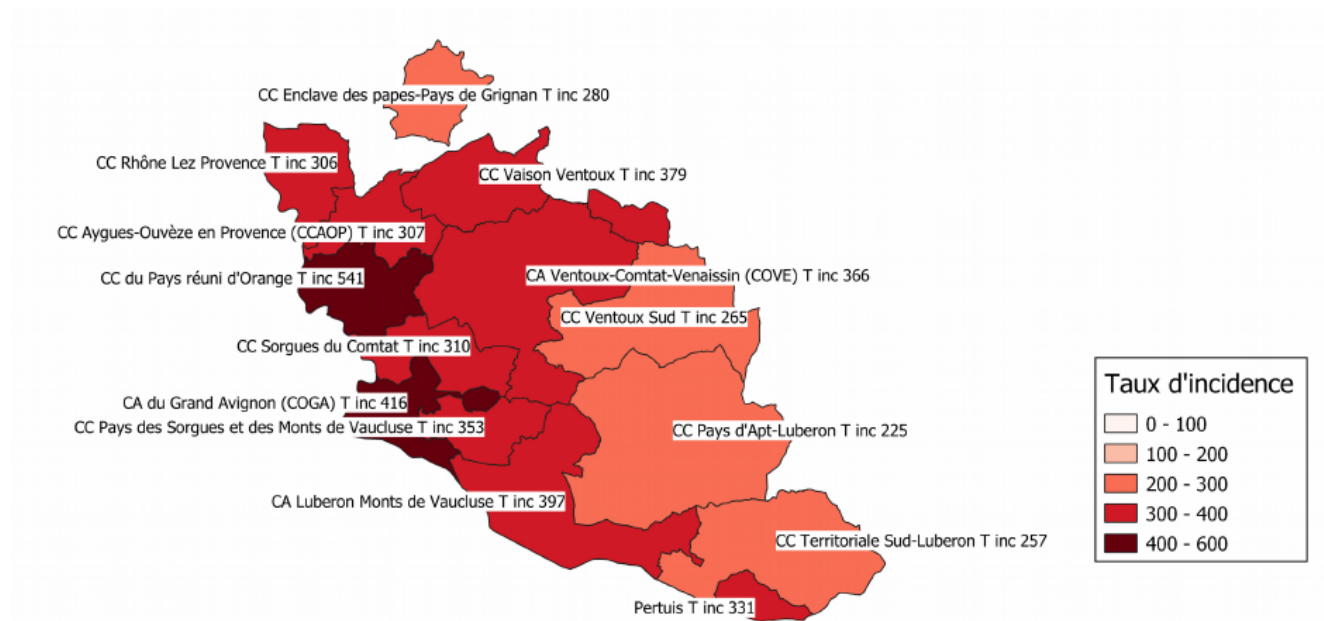 CC Enclave des papes-Pays de Grignan T inc 280
CC Rhône Lez Provence T inc 306
CC Vaison Ventoux T inc 379
CC Aygues-Ouvèze en Provence (CCAOP) T inc 307
CC du Pays réuni d'Orange T inc 541
CA Ventoux-Comtat-Venaissin (COVE) T inc 366
CC Ventoux Sud T inc 265
CC Sorgues du Comtat T inc 310
CA du Grand Avignon (COGA) T inc 416
CC Pays des Sorgues et des Monts de Vaucluse T inc 353
CC Pays d'Apt-Luberon T inc 225
CA Luberon Monts de Vaucluse T inc 397
CC Territoriale Sud-Luberon T inc 257
Pertuis T inc 331
Taux d'incidence
0 - 100
100 - 200
200 - 300
300 - 400
400 - 600